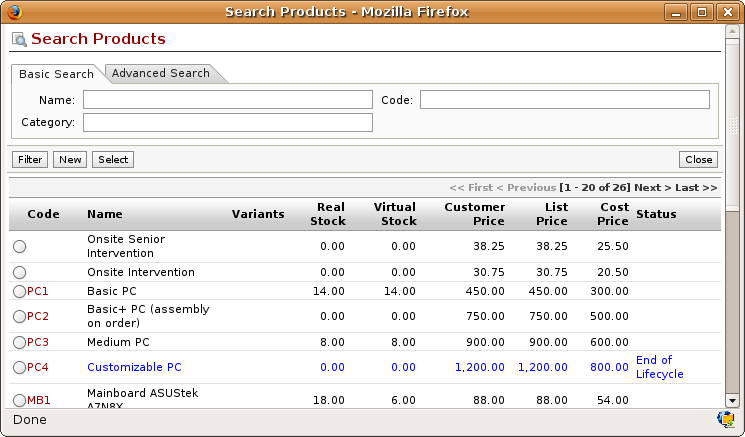 Search Products - Mozilla Firefox
Search Products
Basic Search Advanced Search
Name: Code:
Category:
Filter New Select Close
<< First < Previous [1 - 20 of 26] Next > Last >>
Code Name Variants Real Stock Virtual Stock Customer Price List Price Cost Price Status
Onsite Senior Intervention 0.00 0.00 38.25 38.25 25.50
Onsite Intervention 0.00 0.00 30.75 30.75 20.50
PC1 Basic PC 14.00 14.00 450.00 450.00 300.00
PC2 Basic+ PC (assembly on order) 0.00 0.00 750.00 750.00 500.00
PC3 Medium PC 8.00 8.00 900.00 900.00 600.00
PC4 Customizable PC 0.00 0.00 1,200.00 1,200.00 800.00 End of Lifecycle
MB1 Mainboard ASUStek A7N8X 18.00 6.00 88.00 88.00 54.00
Done